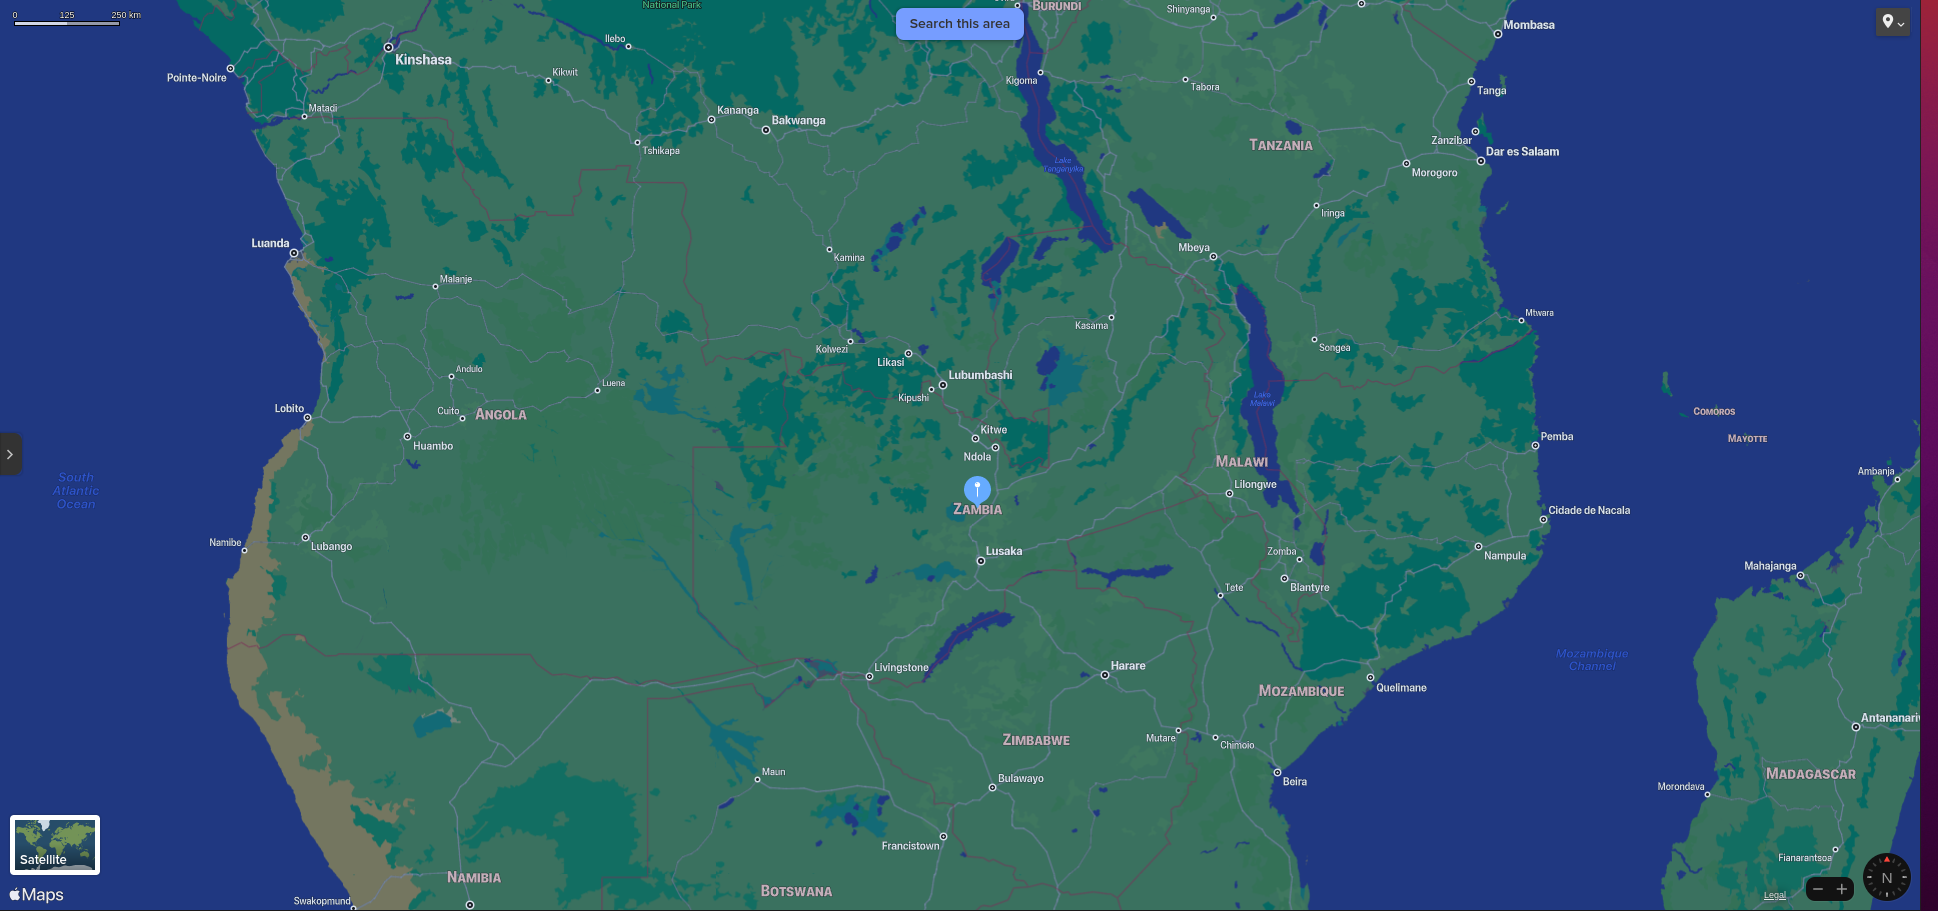 0 125 250 km
National Park
BURUNDI
Shinyanga
Search this area
Mombasa
Ilebo
Kinshasa
Pointe-Noire
Kikwit
Kigoma
Tabora
Tanga
Matadi
Kananga
Bakwanga
Tshikapa
Zanzibar
TANZANIA
Dar es Salaam
Lake
Tanganyika
Morogoro
Iringa
Luanda
Mbeya
Kamina
Malanje
Mtwara
Kasama
Kolwezi
Likasi
Songea
Lubumbashi
Andulo
Luena
Kipushi
Lake
Malawi
Lobito
Cuito
ANGOLA
COMOROS
Kitwe
Huambo
Pemba
MAYOTTE
Ndola
MALAWI
Ambanja
South
Atlantic
Ocean
Lilongwe
ZAMBIA
Cidade de Nacala
Namibe
Lubango
Lusaka
Zomba
Nampula
Mahajanga
Tete
Blantyre
Mozambique
Channel
Livingstone
Harare
Quelimane
MOZAMBIQUE
Antananariv
ZIMBABWE
Mutare
Chimoio
Maun
Bulawayo
Beira
MADAGASCAR
Morondava
Francistown
Fianarantsoa
Satellite
NAMIBIA
BOTSWANA
N
Maps
Swakopmund
Legal